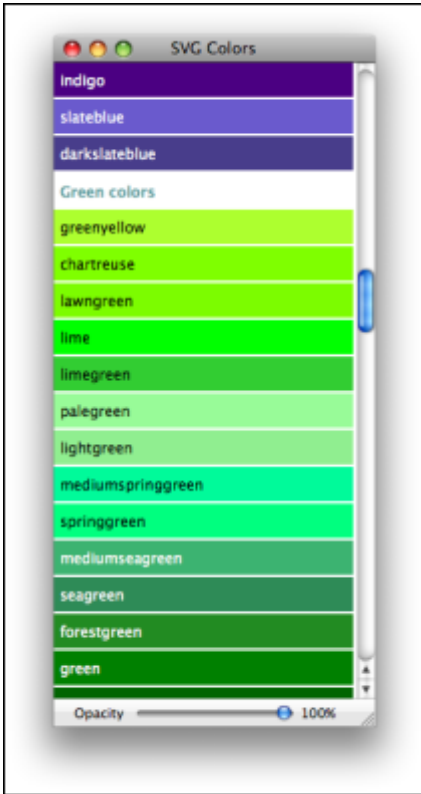 SVG Colors
indigo
slateblue
darkslateblue
Green colors
greenyellow
chartreuse
lawngreen
lime
limegreen
palegreen
lightgreen
mediumspringgreen
springgreen
mediumseagreen
seagreen
forestgreen
green
Opacity 100%